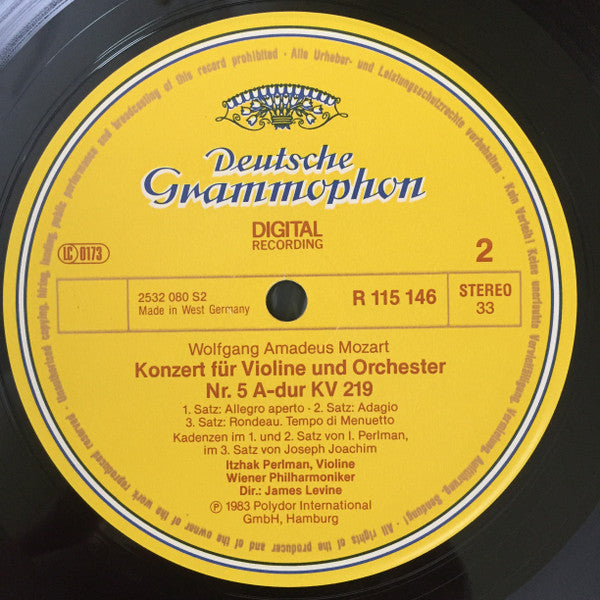 Deutsche
Grammophon
DIGITAL
RECORDING
LC 0173
2
2532 080 S2
Made in West Germany
R 115 146
STEREO
33
Wolfgang Amadeus Mozart
Konzert für Violine und Orchester
Nr. 5 A-dur KV 219
1. Satz: Allegro aperto - 2. Satz: Adagio
3. Satz: Rondeau. Tempo di Menuetto
Kadenzen im 1. und 2. Satz von I. Perlman,
im 3. Satz von Joseph Joachim
Itzhak Perlman, Violine
Wiener Philharmoniker
Dir.: James Levine
Ⓟ 1983 Polydor International
GmbH, Hamburg
Alle Urheber- und Leistungsschutzrechte vorbehalten · Kein Verleih! Keine unerlaubte Vervielfältigung, Vermietung, Aufführung, Sendung! · All rights of the producer and of the owner of the work reproduced reserved · Unauthorized copying, hiring, lending, public performance and broadcasting of this record prohibited ·